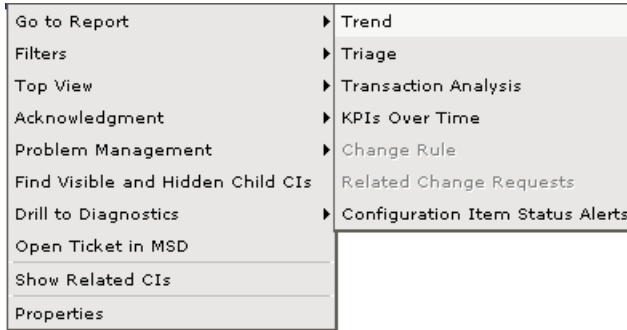 Go to Report
Filters
Top View
Acknowledgment
Problem Management
Find Visible and Hidden Child CIs
Drill to Diagnostics
Open Ticket in MSD
Show Related CIs
Properties
Trend
Triage
Transaction Analysis
KPIs Over Time
Change Rule
Related Change Requests
Configuration Item Status Alerts